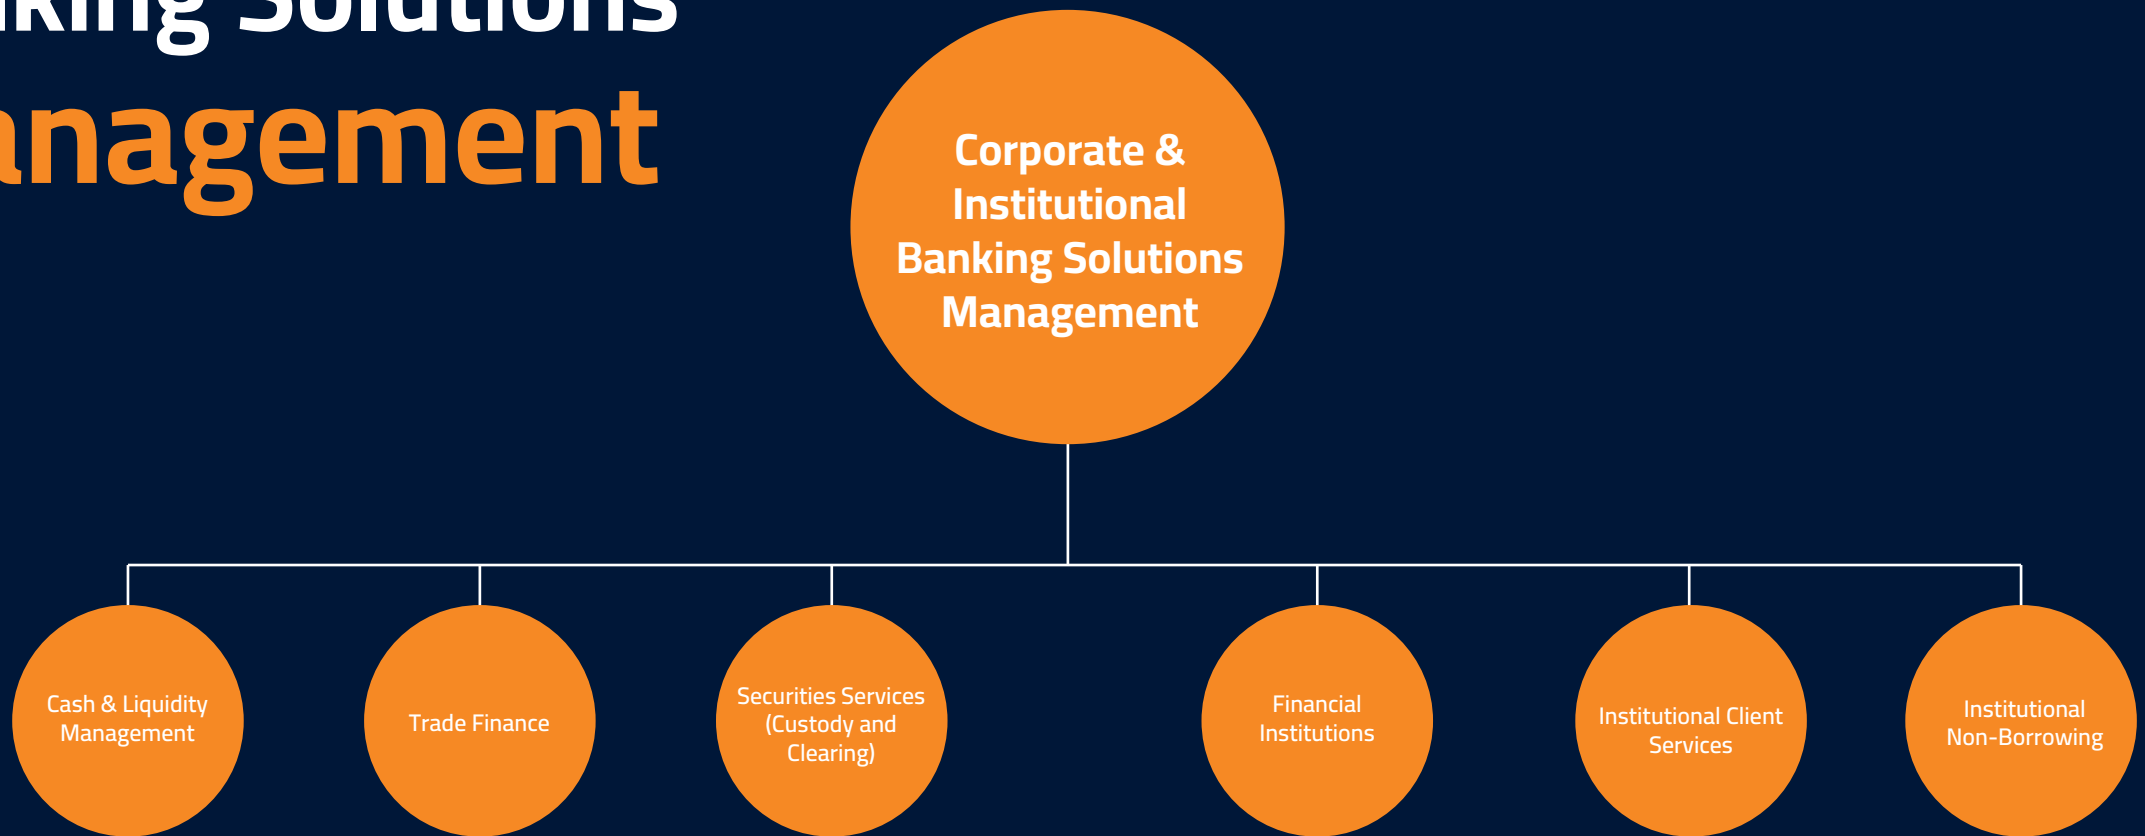 Solutions
Corporate &
Institutional
Banking Solutions
Management
Cash & Liquidity
Management
Trade Finance
Securities Services
(Custody and
Clearing)
Financial
Institutions
Institutional Client
Services
Institutional
Non-Borrowing